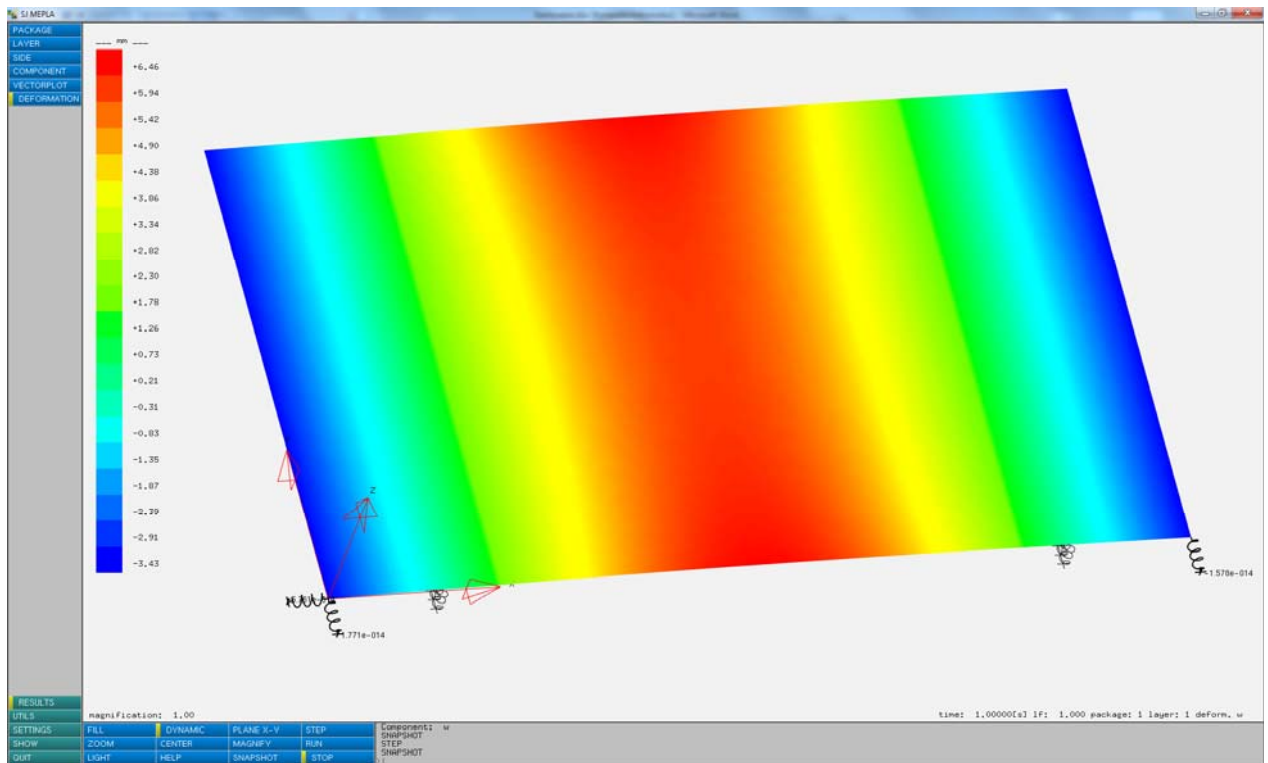 SJ MEPLA
PACKAGE
LAYER
SIDE
COMPONENT
VECTORPLOT
DEFORMATION
___ mm ___
+6.46
+5.94
+5.42
+4.90
+4.38
+3.86
+3.34
+2.82
+2.30
+1.78
+1.26
+0.73
+0.21
-0.31
-0.83
-1.35
-1.87
-2.39
-2.91
-3.43
Z
-1.578e-014
1.771e-014
magnification: 1.00
time: 1.00000[s] lf: 1.000 package: 1 layer: 1 deform. w
RESULTS
UTILS
SETTINGS
SHOW
QUIT
FILL DYNAMIC PLANE X-Y STEP
ZOOM CENTER MAGNIFY RUN
LIGHT HELP SNAPSHOT STOP
Component: w
SNAPSHOT
STEP
SNAPSHOT